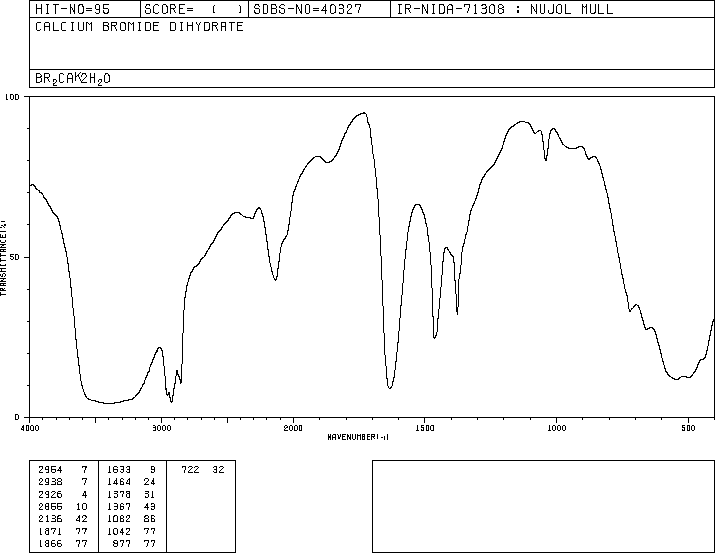 HIT-NO=95 SCORE= ( ) SDBS-NO=40327 IR-NIDA-71308 : NUJOL MULL
CALCIUM BROMIDE DIHYDRATE
BR2CAK2H2O
100
50
0
TRANSMITTANCE(%)
4000 3000 2000 1500 1000 500
WAVENUMBER(-1)
2954 7 1633 9 722 32
2938 7 1464 24
2926 4 1378 31
2855 10 1367 49
2136 42 1082 86
1871 77 1042 77
1866 77 877 77